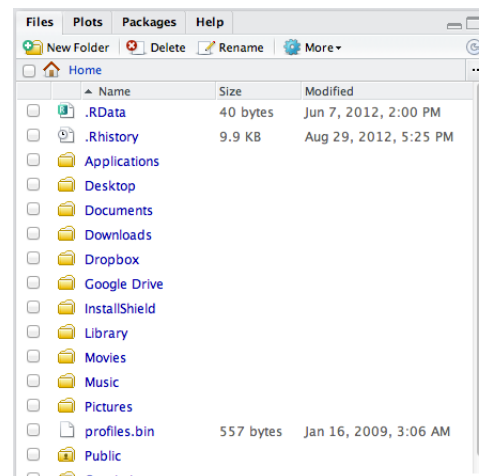 Files Plots Packages Help
New Folder Delete Rename More
Home ...
Name Size Modified
.RData 40 bytes Jun 7, 2012, 2:00 PM
.Rhistory 9.9 KB Aug 29, 2012, 5:25 PM
Applications
Desktop
Documents
Downloads
Dropbox
Google Drive
InstallShield
Library
Movies
Music
Pictures
profiles.bin 557 bytes Jan 16, 2009, 3:06 AM
Public